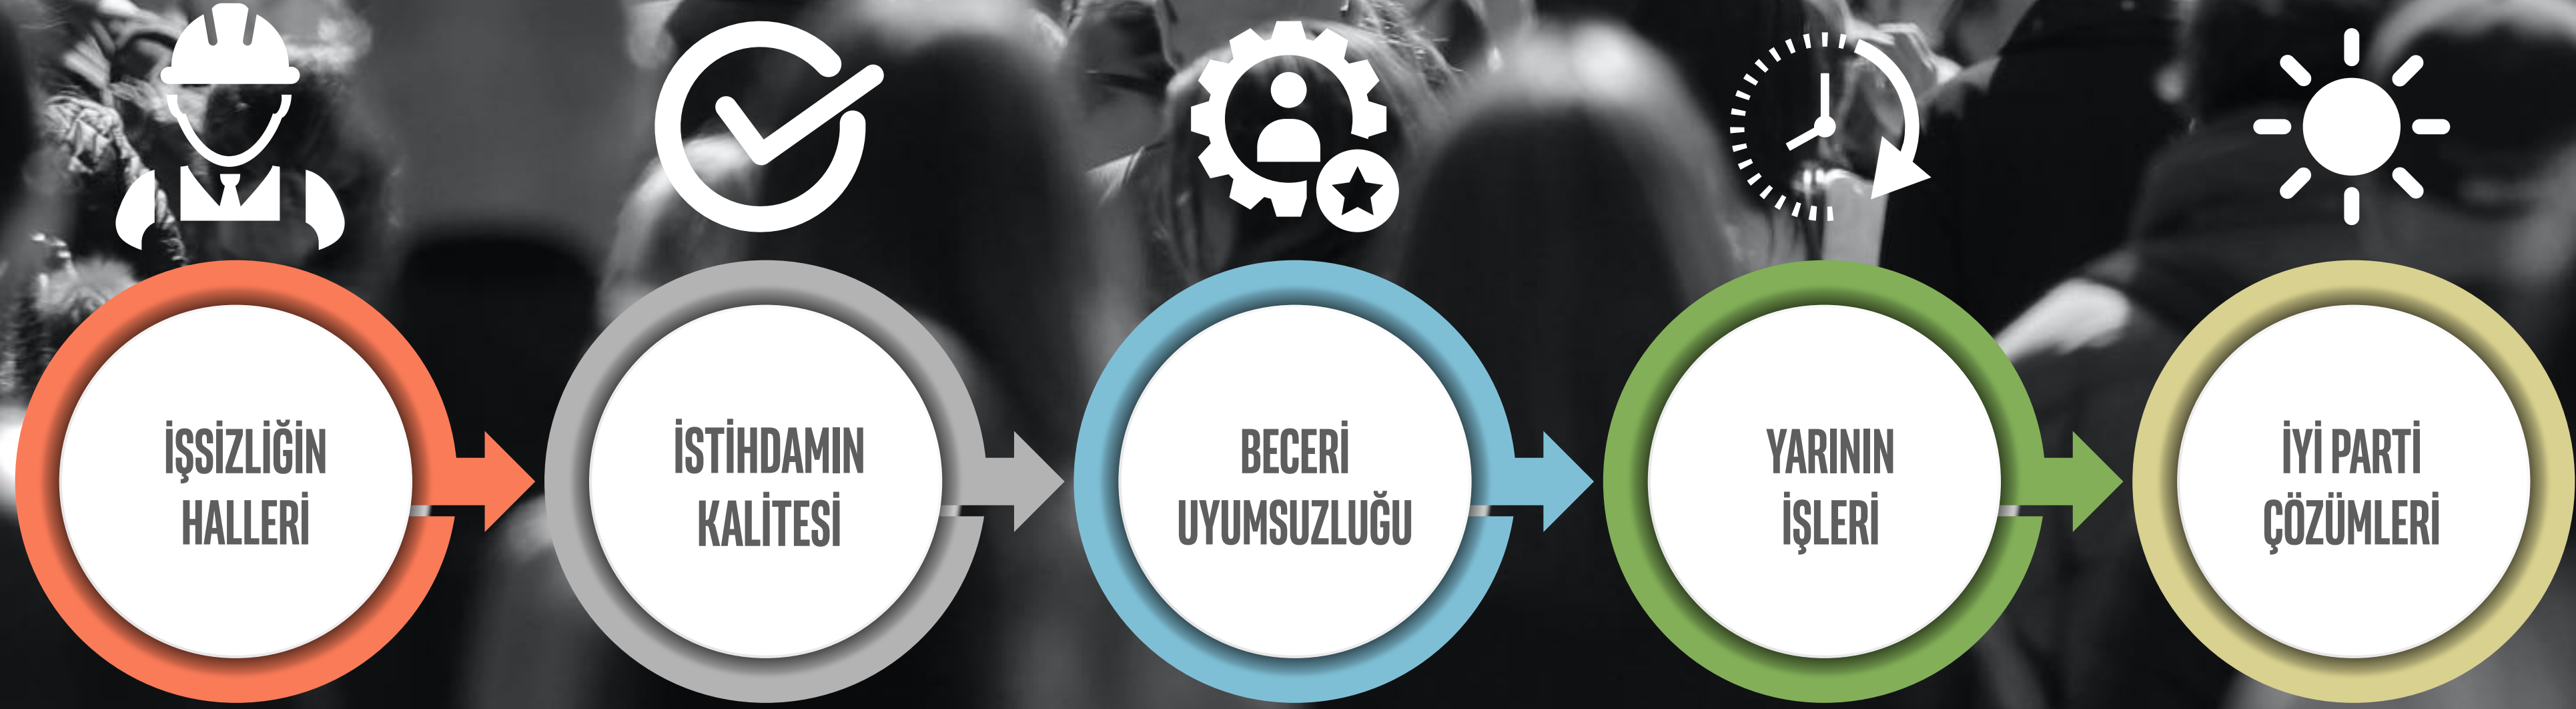 İŞSİZLİĞİN
HALLERİ
İSTİHDAMIN
KALİTESİ
BECERİ
UYUMSUZLUĞU
YARININ
İŞLERİ
İYİ PARTİ
ÇÖZÜMLERİ